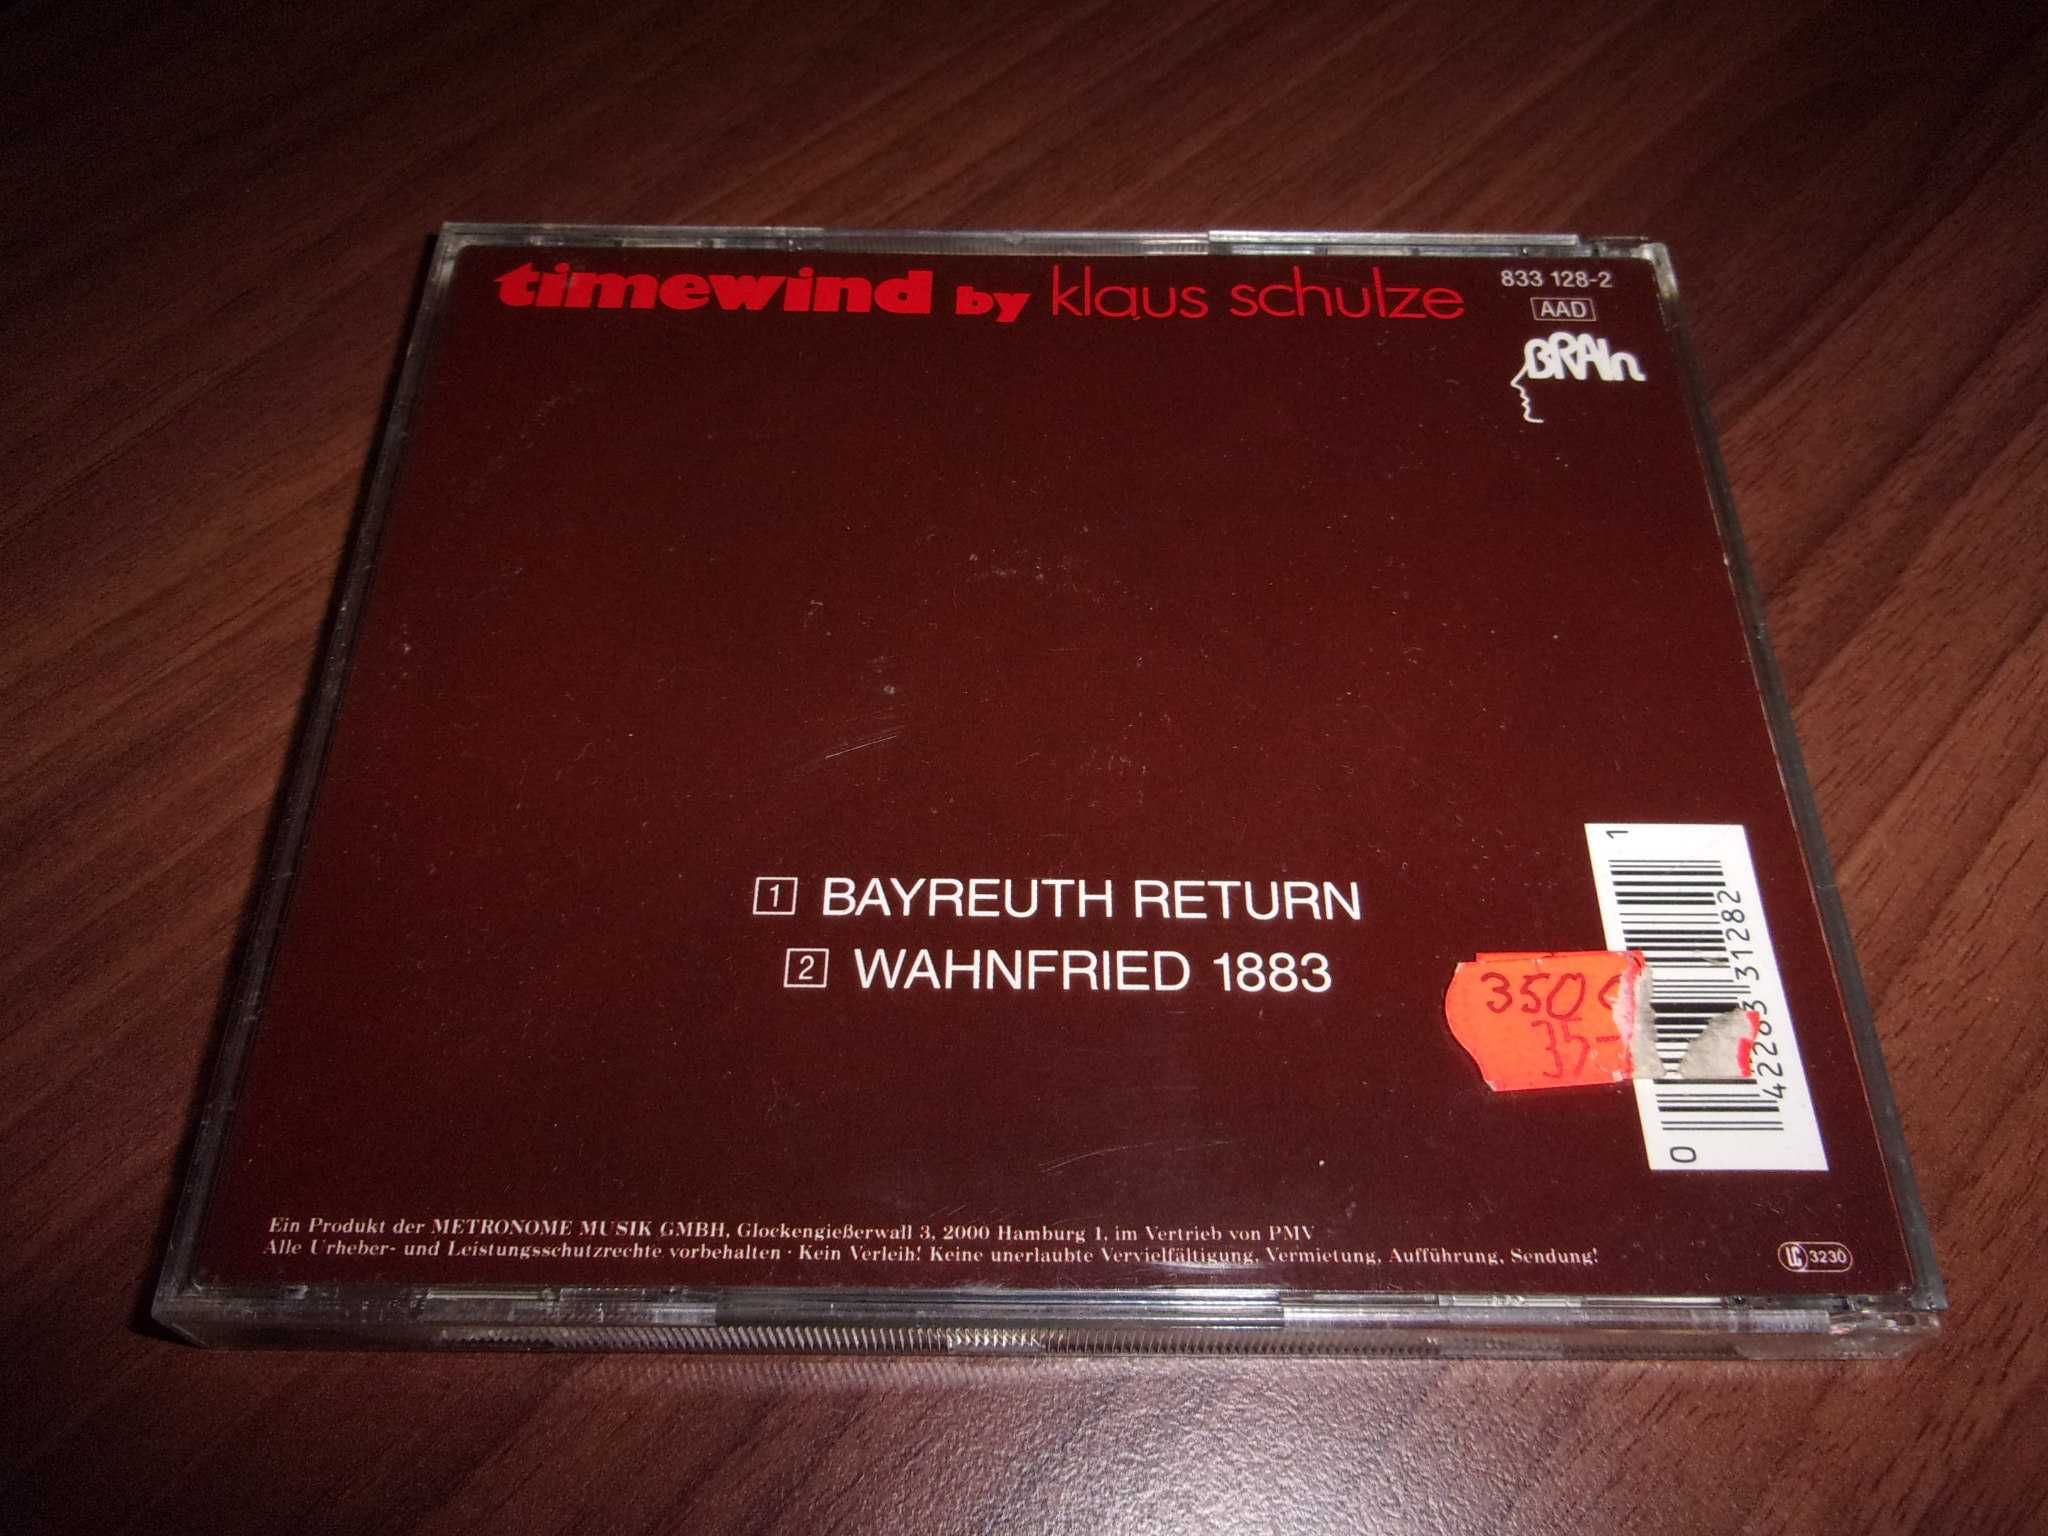 timewind by klaus schulze
833 128-2
AAD
BRAIn
1 BAYREUTH RETURN
2 WAHNFRIED 1883
3500
35-
0 42283 31282 1
Ein Produkt der METRONOME MUSIK GMBH, Glockengießerwall 3, 2000 Hamburg 1, im Vertrieb von PMV
Alle Urheber- und Leistungsschutzrechte vorbehalten · Kein Verleih! Keine unerlaubte Vervielfältigung, Vermietung, Aufführung, Sendung!
LC 3230